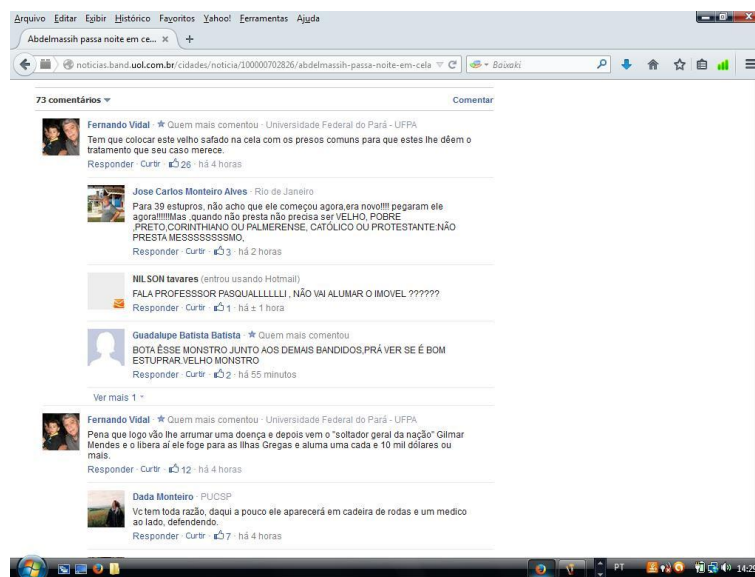 Arquivo Editar Exibir Histórico Favoritos Yahoo! Ferramentas Ajuda
Abdelmassih passa noite em ce... × +
noticias.band.uol.com.br/cidades/noticia/100000702826/abdelmassih-passa-noite-em-cela
Baixaki
73 comentários
Comentar
Fernando Vidal · Quem mais comentou · Universidade Federal do Pará - UFPA
Tem que colocar este velho safado na cela com os presos comuns para que estes lhe dêem o
tratamento que seu caso merece.
Responder · Curtir · 26 · há 4 horas
Jose Carlos Monteiro Alves · Rio de Janeiro
Para 39 estupros, não acho que ele começou agora,era novo!!!! pegaram ele
agora!!!!!!Mas ,quando não presta não precisa ser VELHO, POBRE
,PRETO,CORINTHIANO OU PALMERENSE, CATÓLICO OU PROTESTANTE:NÃO
PRESTA MESSSSSSSSMO,
Responder · Curtir · 3 · há 2 horas
NILSON tavares (entrou usando Hotmail)
FALA PROFESSSOR PASQUALLLLLLI , NÃO VAI ALUMAR O IMOVEL ??????
Responder · Curtir · 1 · há ± 1 hora
Guadalupe Batista Batista · Quem mais comentou
BOTA ÊSSE MONSTRO JUNTO AOS DEMAIS BANDIDOS,PRÁ VER SE É BOM
ESTUPRAR.VELHO MONSTRO
Responder · Curtir · 2 · há 55 minutos
Ver mais 1
Fernando Vidal · Quem mais comentou · Universidade Federal do Pará - UFPA
Pena que logo vão lhe arrumar uma doença e depois vem o "soltador geral da nação" Gilmar
Mendes e o libera aí ele foge para as Ilhas Gregas e aluma uma cada e 10 mil dólares ou
mais.
Responder · Curtir · 12 · há 4 horas
Dada Monteiro · PUCSP
Vc tem toda razão, daqui a pouco ele aparecerá em cadeira de rodas e um medico
ao lado, defendendo.
Responder · Curtir · 7 · há 4 horas
PT